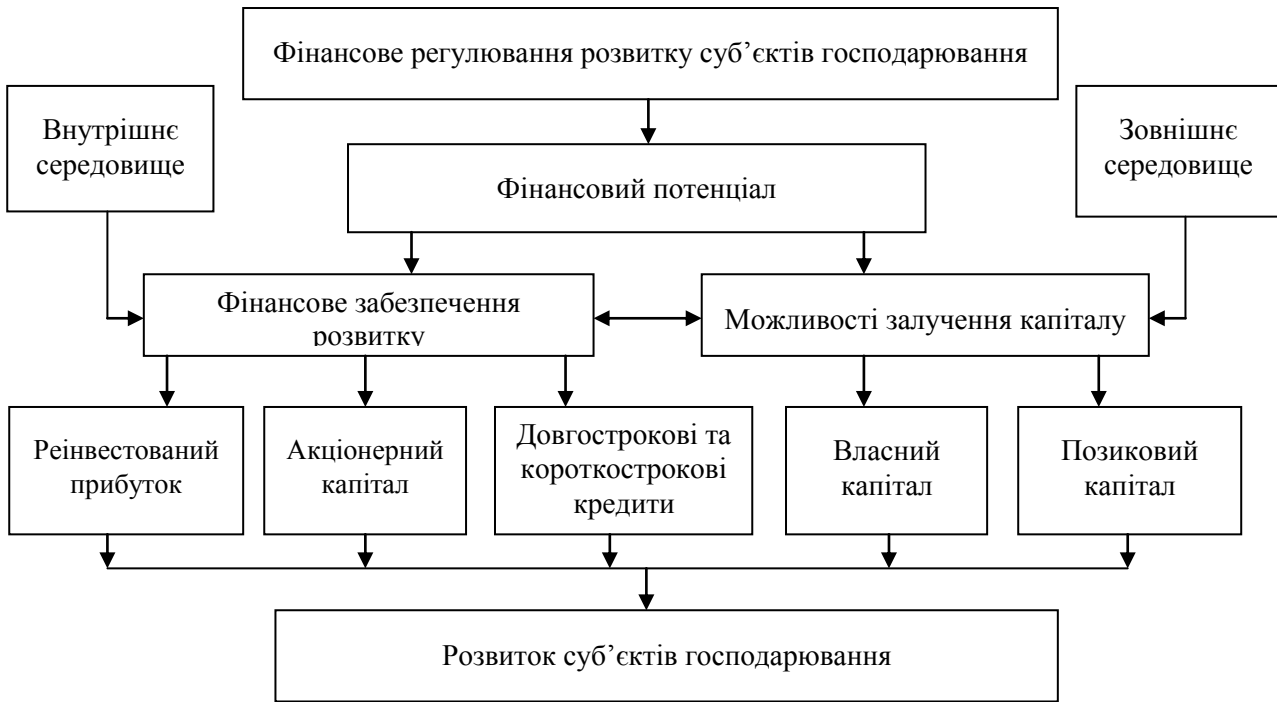 Фінансове регулювання розвитку суб’єктів господарювання
Внутрішнє
середовище
Зовнішнє
середовище
Фінансовий потенціал
Фінансове забезпечення
розвитку
Можливості залучення капіталу
Реінвестований
прибуток
Акціонерний
капітал
Довгострокові та
короткострокові
кредити
Власний
капітал
Позиковий
капітал
Розвиток суб’єктів господарювання